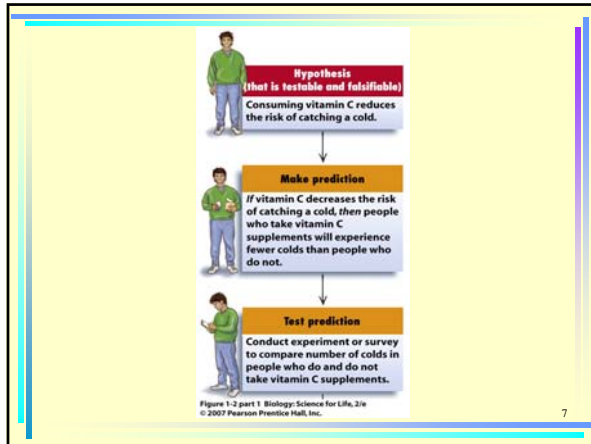 Hypothesis
(that is testable and falsifiable)
Consuming vitamin C reduces
the risk of catching a cold.
Make prediction
If vitamin C decreases the risk
of catching a cold, then people
who take vitamin C
supplements will experience
fewer colds than people who
do not.
Test prediction
Conduct experiment or survey
to compare number of colds in
people who do and do not
take vitamin C supplements.
Figure 1-2 part 1 Biology: Science for Life, 2/e
© 2007 Pearson Prentice Hall, Inc.
7